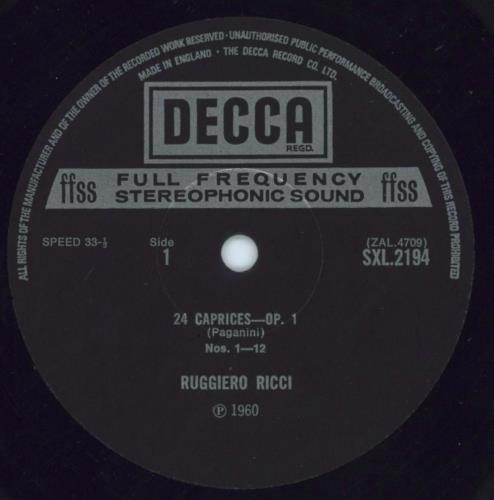 ALL RIGHTS OF THE MANUFACTURER AND OF THE OWNER OF THE RECORDED WORK RESERVED · UNAUTHORISED PUBLIC PERFORMANCE BROADCASTING AND COPYING OF THIS RECORD PROHIBITED
MADE IN ENGLAND · THE DECCA RECORD CO. LTD.
DECCA
REGD.
ffss FULL FREQUENCY STEREOPHONIC SOUND ffss
SPEED 33-⅓ Side 1 (ZAL.4709) SXL.2194
24 CAPRICES—OP. 1
(Paganini)
Nos. 1—12
RUGGIERO RICCI
℗ 1960